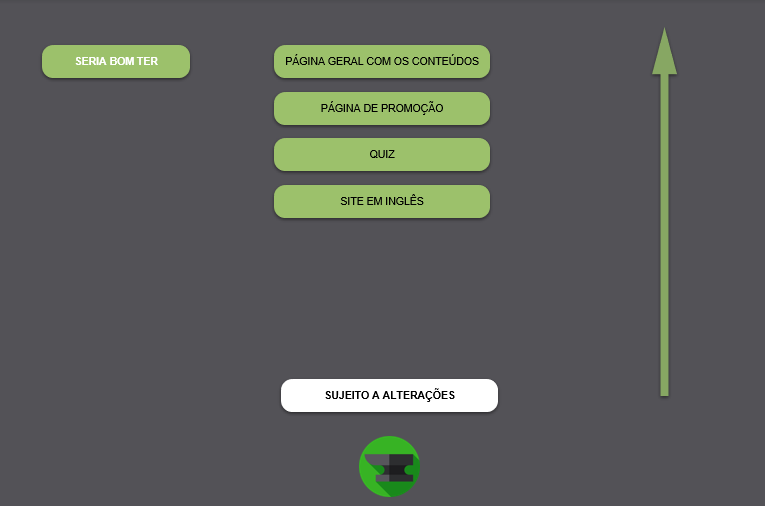 SERIA BOM TER
PÁGINA GERAL COM OS CONTEÚDOS
PÁGINA DE PROMOÇÃO
QUIZ
SITE EM INGLÊS
SUJEITO A ALTERAÇÕES